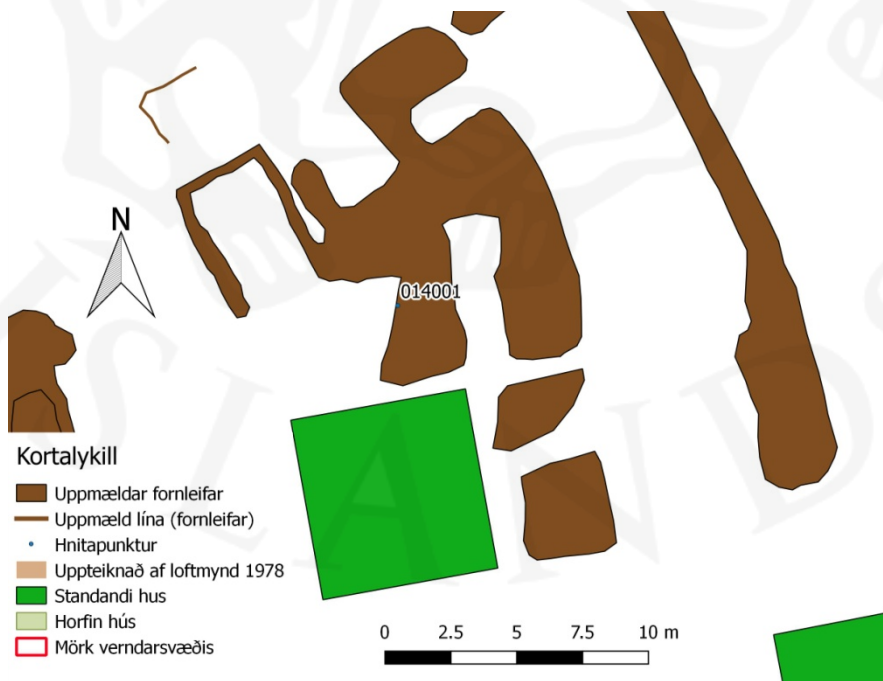 N
014001
Kortalykill
Uppmældar fornleifar
Uppmæld lína (fornleifar)
Hnitapunktur
Uppteiknað af loftmynd 1978
Standandi hus
Horfin hús
Mörk verndarsvæðis
0 2.5 5 7.5 10 m
ÍSLANDS